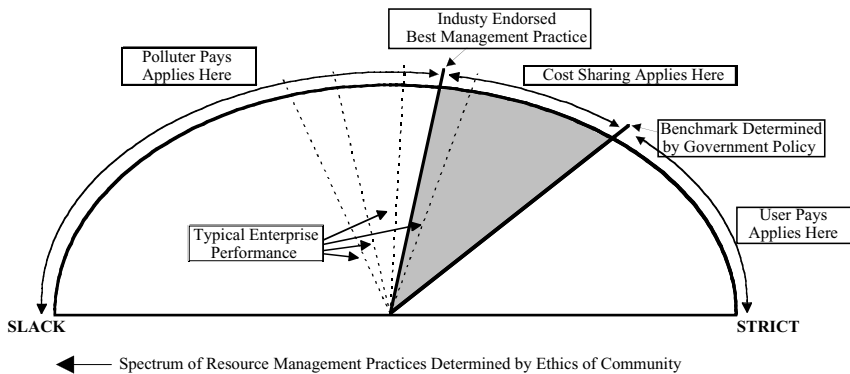 Industy Endorsed
Best Management Practice
Polluter Pays
Applies Here
Cost Sharing Applies Here
Benchmark Determined
by Government Policy
User Pays
Applies Here
Typical Enterprise
Performance
SLACK
STRICT
Spectrum of Resource Management Practices Determined by Ethics of Community